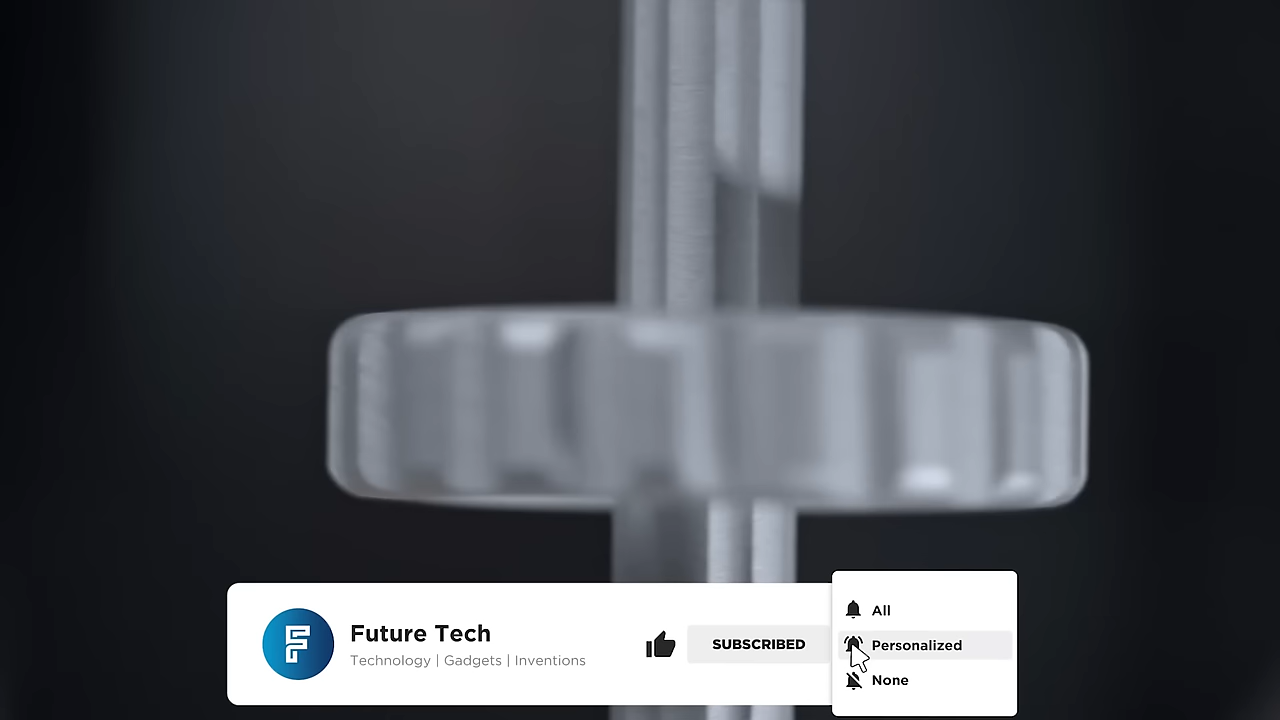 Future Tech
Technology | Gadgets | Inventions
SUBSCRIBED
All
Personalized
None